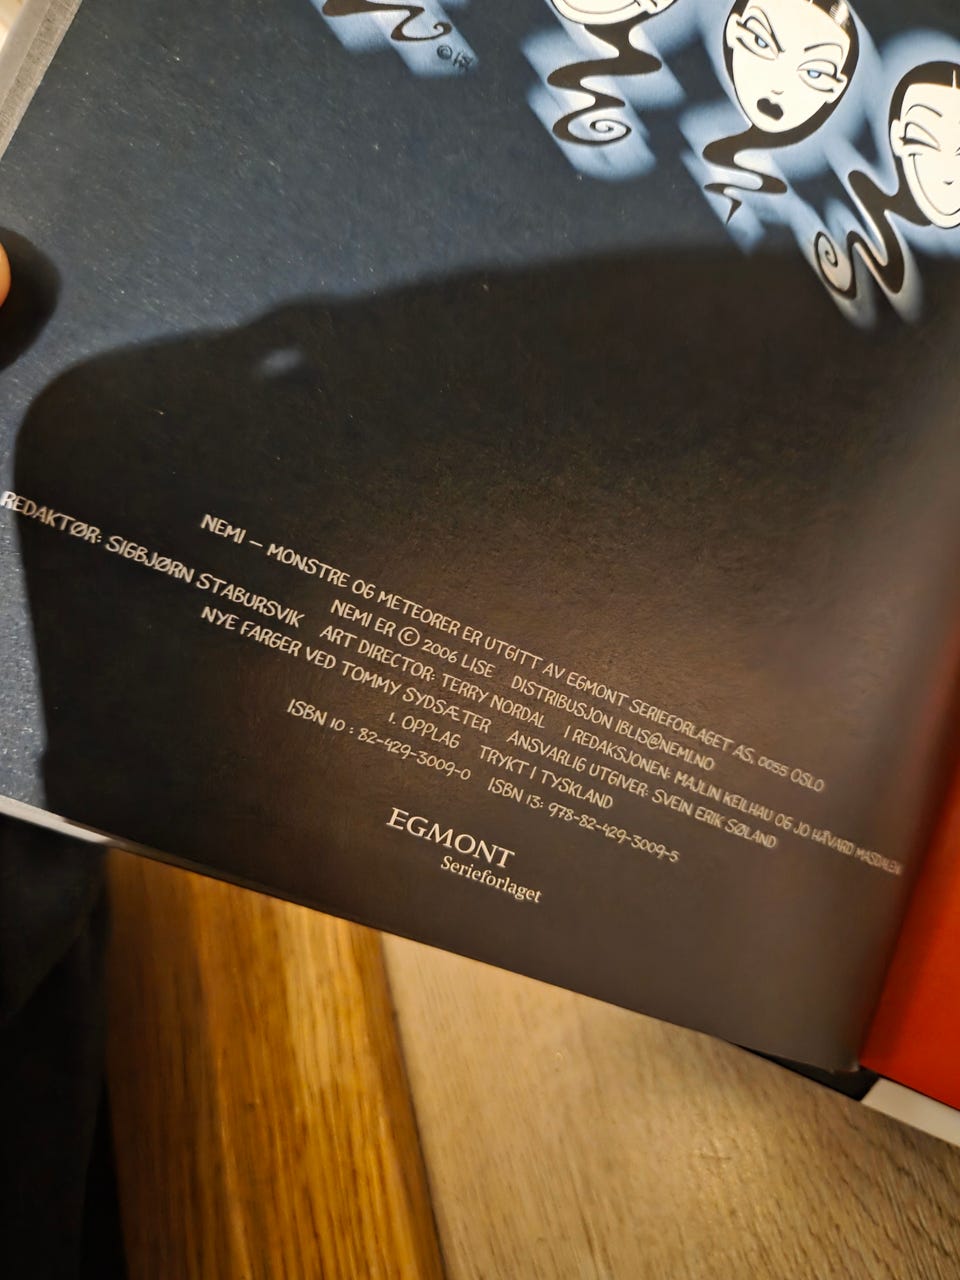 NEMI – MONSTRE OG METEORER ER UTGITT AV EGMONT SERIEFORLAGET AS, 0055 OSLO
NEMI ER © 2006 LISE DISTRIBUSJON IBLIS@NEMI.NO
REDAKTØR: SIGBJØRN STABURSVIK ART DIRECTOR: TERRY NORDAL I REDAKSJONEN: MAJLIN KEILHAU OG JO HÅVARD MASDALEN
NYE FARGER VED TOMMY SYDSÆTER ANSVARLIG UTGIVER: SVEIN ERIK SØLAND
1. OPPLAG TRYKT I TYSKLAND
ISBN 10 : 82-429-3009-0 ISBN 13: 978-82-429-3009-5
EGMONT
Serieforlaget